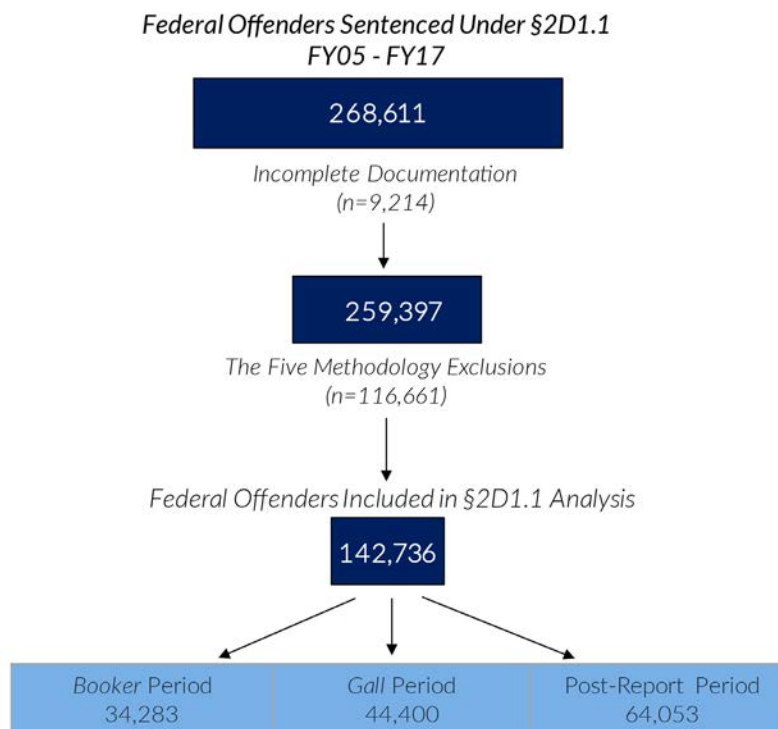 Federal Offenders Sentenced Under §2D1.1
FY05 - FY17
268,611
Incomplete Documentation
(n=9,214)
259,397
The Five Methodology Exclusions
(n=116,661)
Federal Offenders Included in §2D1.1 Analysis
142,736
Booker Period
34,283
Gall Period
44,400
Post-Report Period
64,053